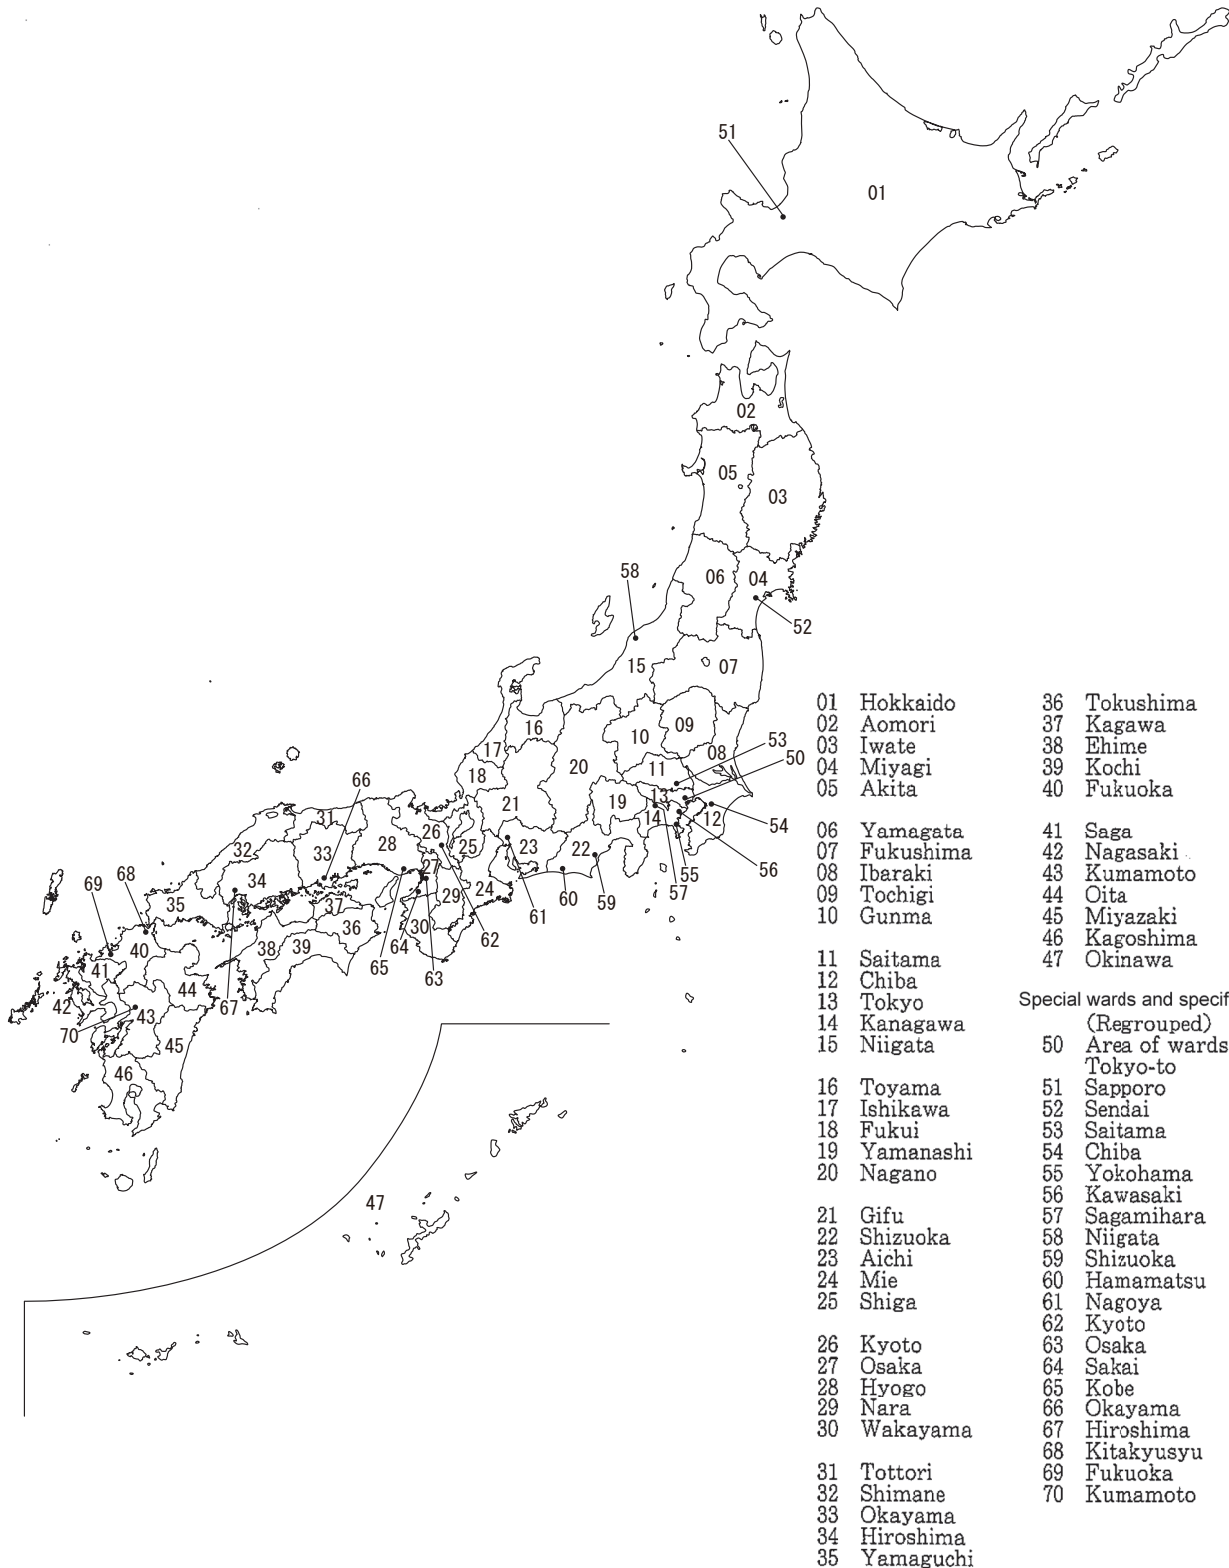 51
01
02
05
03
58
06
04
52
15
07
16
09
10
53
17
08
50
11
66
18
20
13
19
21
12
31
14
54
26
32
33
28
25
23
22
68
27
55
56
69
34
29
24
57
35
37
60
59
61
30
36
40
64
62
38
39
41
65
63
44
42
67
43
70
45
46
47
01 Hokkaido
02 Aomori
03 Iwate
04 Miyagi
05 Akita
06 Yamagata
07 Fukushima
08 Ibaraki
09 Tochigi
10 Gunma
11 Saitama
12 Chiba
13 Tokyo
14 Kanagawa
15 Niigata
16 Toyama
17 Ishikawa
18 Fukui
19 Yamanashi
20 Nagano
21 Gifu
22 Shizuoka
23 Aichi
24 Mie
25 Shiga
26 Kyoto
27 Osaka
28 Hyogo
29 Nara
30 Wakayama
31 Tottori
32 Shimane
33 Okayama
34 Hiroshima
35 Yamaguchi
36 Tokushima
37 Kagawa
38 Ehime
39 Kochi
40 Fukuoka
41 Saga
42 Nagasaki
43 Kumamoto
44 Oita
45 Miyazaki
46 Kagoshima
47 Okinawa
Special wards and specif
(Regrouped)
50 Area of wards
Tokyo-to
51 Sapporo
52 Sendai
53 Saitama
54 Chiba
55 Yokohama
56 Kawasaki
57 Sagamihara
58 Niigata
59 Shizuoka
60 Hamamatsu
61 Nagoya
62 Kyoto
63 Osaka
64 Sakai
65 Kobe
66 Okayama
67 Hiroshima
68 Kitakyusyu
69 Fukuoka
70 Kumamoto